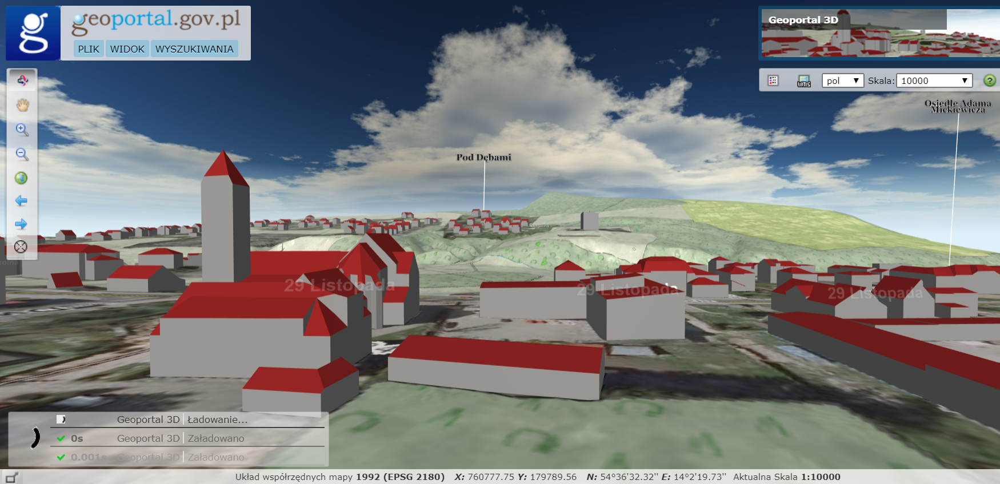 g geoportal.gov.pl
PLIK WIDOK WYSZUKIWANIA
Geoportal 3D
pol Skala: 10000 ?
WMS
Osiedle Adama
Mickiewicza
Pod Dębami
29 Listopada 29 Listopada 29 Listopada
Geoportal 3D Ładowanie...
0s Geoportal 3D Załadowano
0.001s Geoportal 3D Załadowano
Układ współrzędnych mapy 1992 (EPSG 2180) X: 760777.75 Y: 179789.56 N: 54°36'32.32'' E: 14°2'19.73'' Aktualna Skala 1:10000